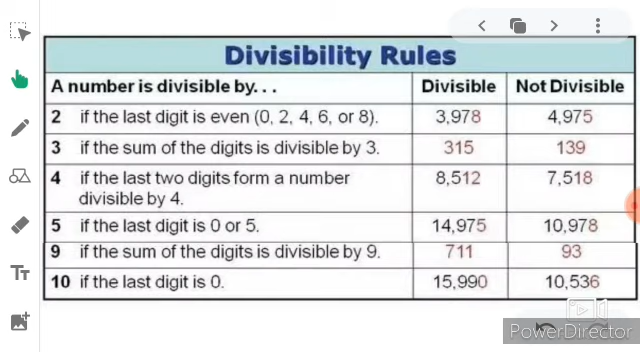 Divisibility Rules
A number is divisible by. . . Divisible Not Divisible
2 if the last digit is even (0, 2, 4, 6, or 8). 3,978 4,975
3 if the sum of the digits is divisible by 3. 315 139
4 if the last two digits form a number 8,512 7,518
divisible by 4.
5 if the last digit is 0 or 5. 14,975 10,978
9 if the sum of the digits is divisible by 9. 711 93
10 if the last digit is 0. 15,990 10,536
TT
PowerDirector